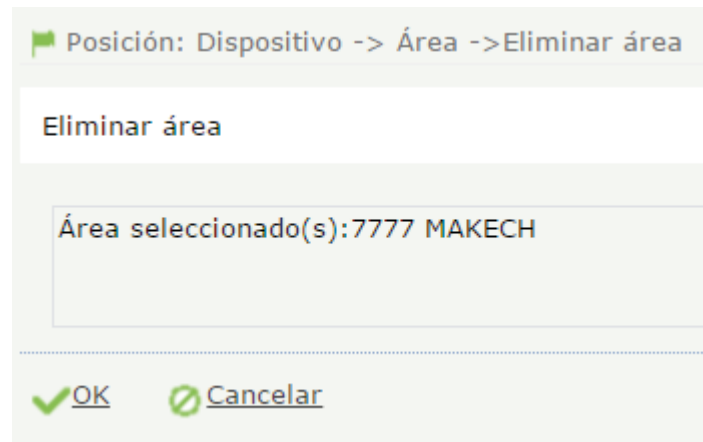 Posición: Dispositivo -> Área ->Eliminar área
Eliminar área
Área seleccionado(s):7777 MAKECH
OK Cancelar